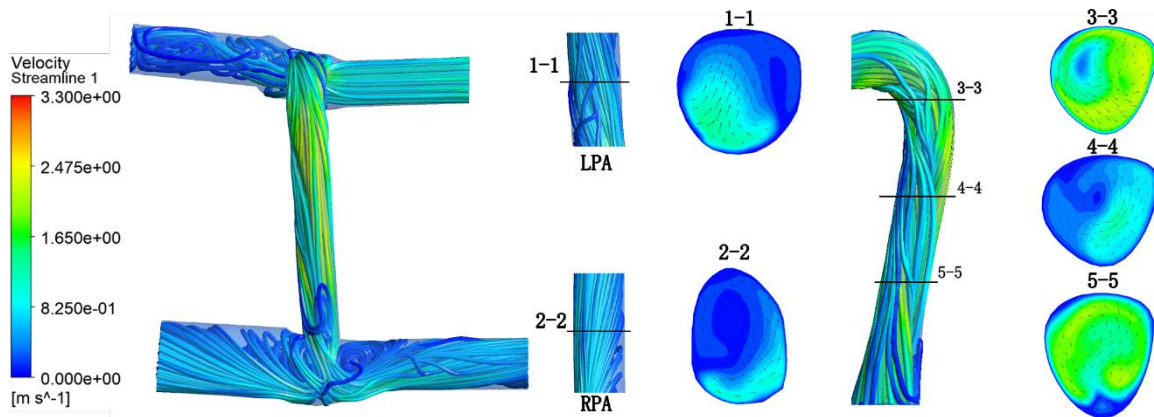 Velocity
Streamline 1
3.300e+00
2.475e+00
1.650e+00
8.250e-01
0.000e+00
[m s^-1]
1-1
LPA
2-2
RPA
1-1
2-2
3-3
4-4
5-5
3-3
4-4
5-5